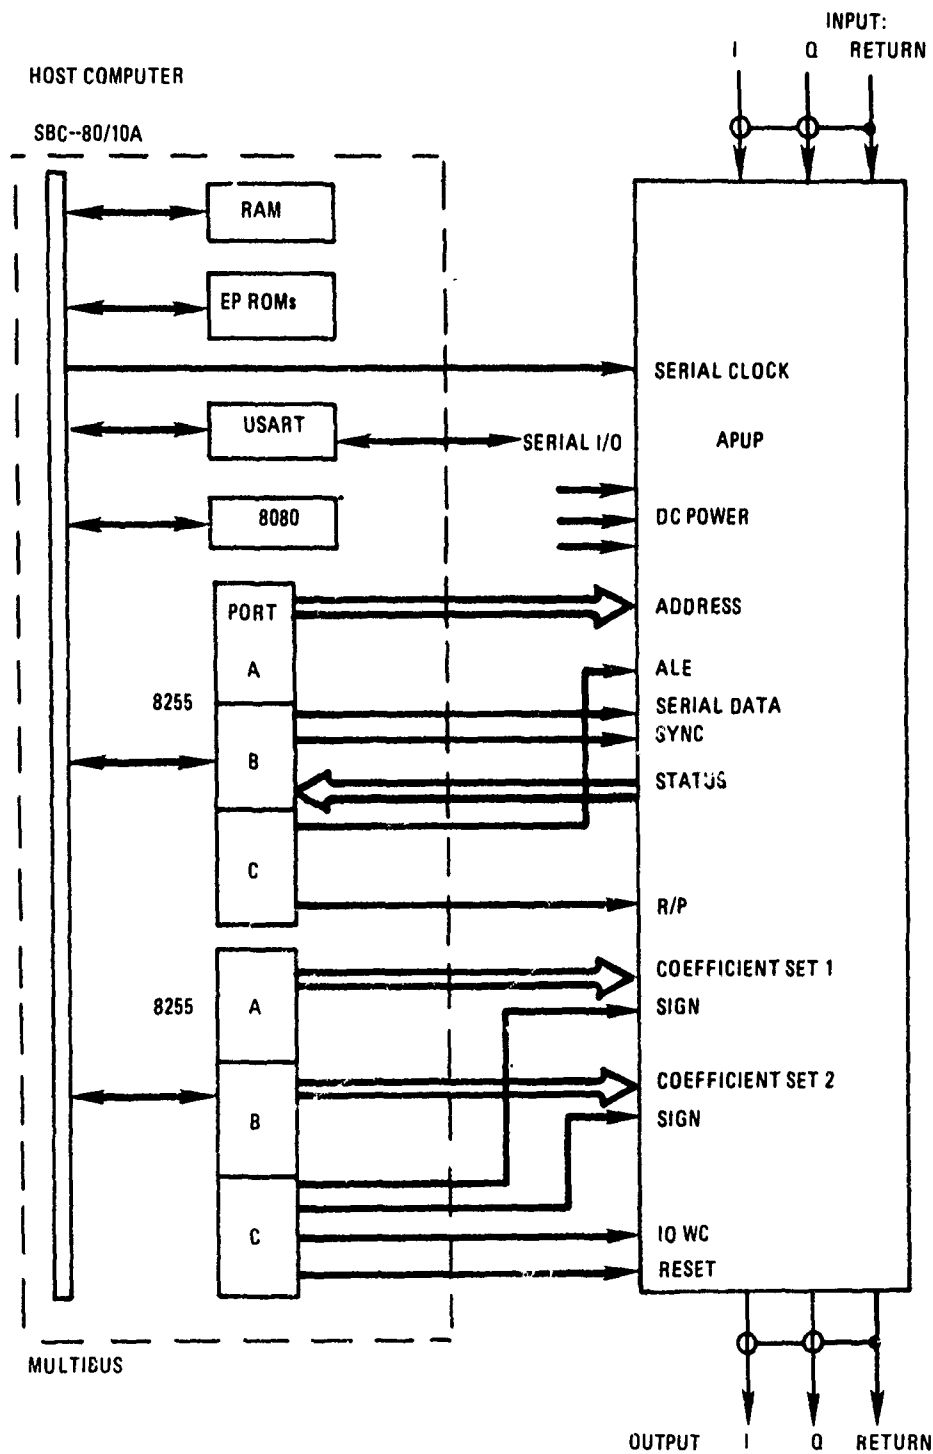 INPUT:
I Q RETURN
HOST COMPUTER
SBC--80/10A
RAM
EP ROMs
SERIAL CLOCK
USART
SERIAL I/O
APUP
8080
DC POWER
PORT
ADDRESS
A
ALE
8255
SERIAL DATA
SYNC
B
STATUS
C
R/P
COEFFICIENT SET 1
8255
A
SIGN
COEFFICIENT SET 2
B
SIGN
C
IO WC
RESET
MULTIBUS
OUTPUT I Q RETURN